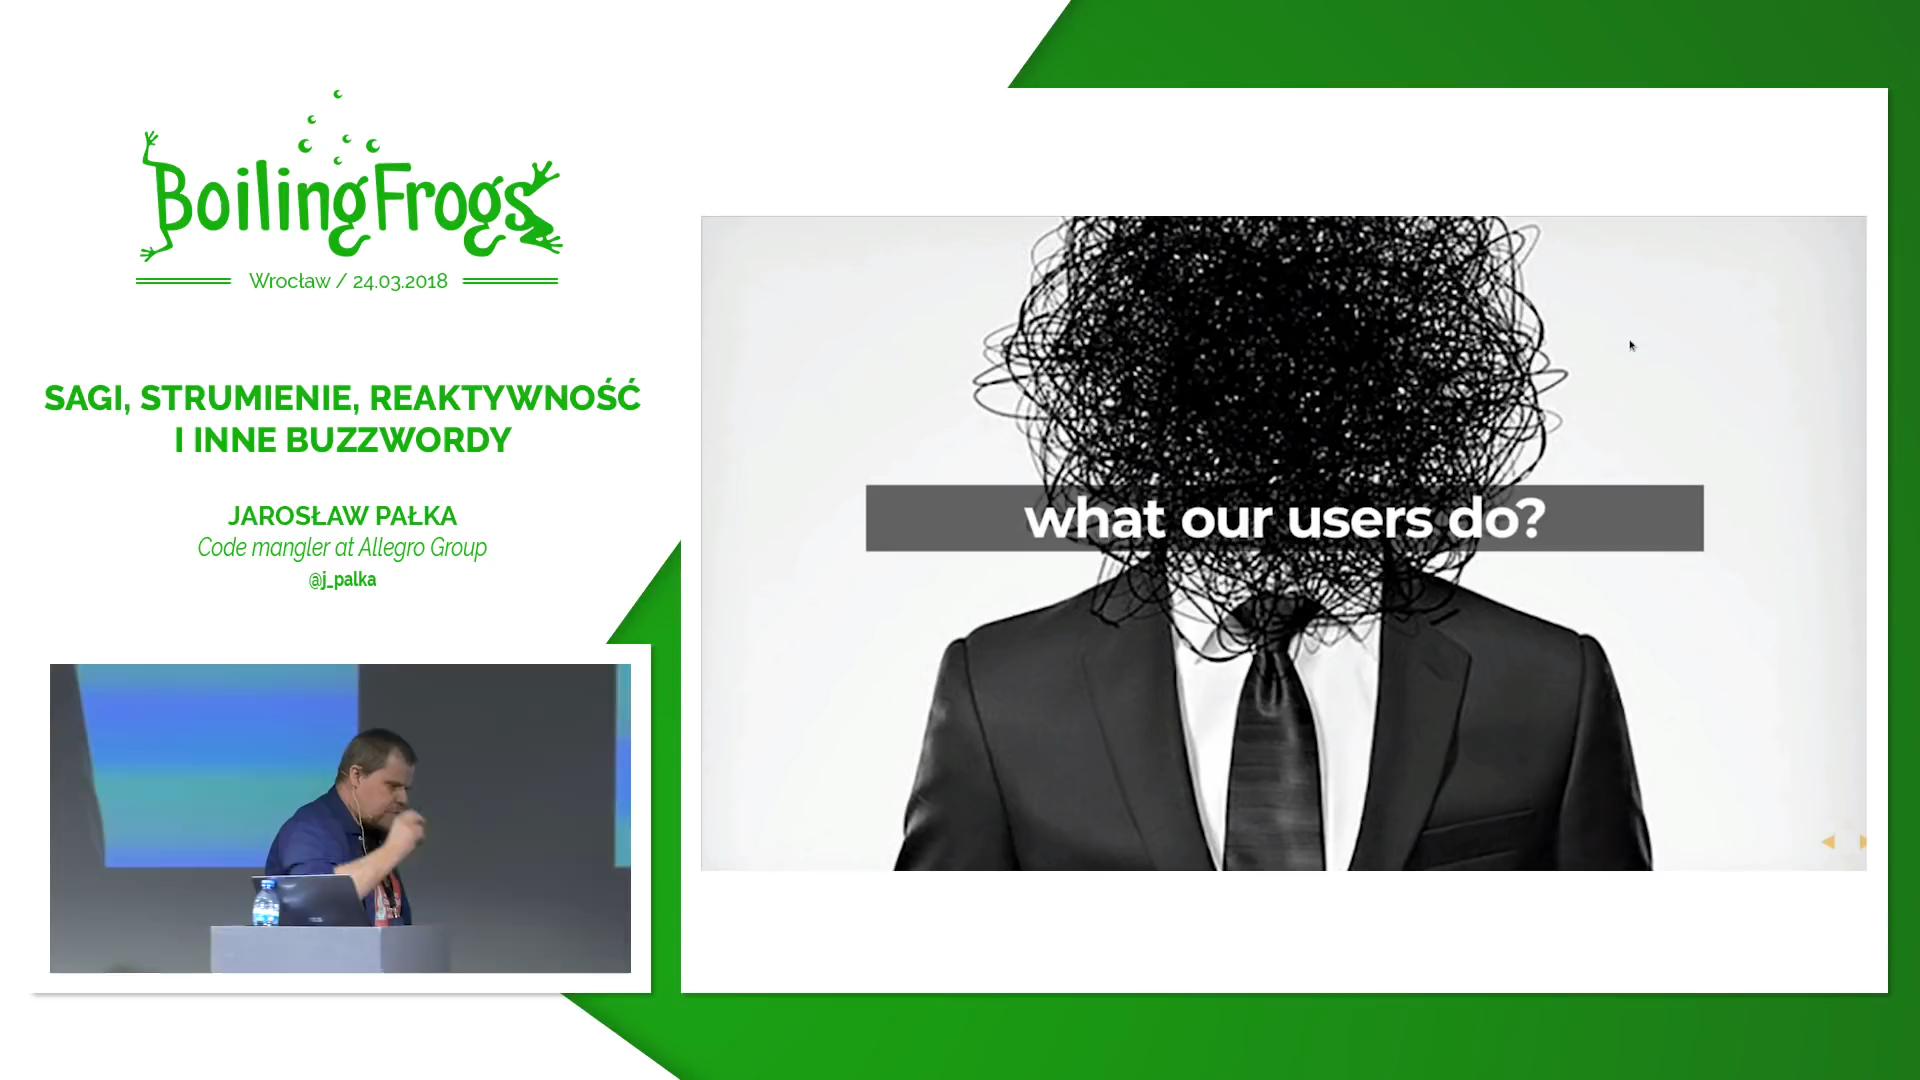 BoilingFrogs
Wrocław / 24.03.2018
SAGI, STRUMIENIE, REAKTYWNOŚĆ
I INNE BUZZWORDY
JAROSŁAW PAŁKA
Code mangler at Allegro Group
@j_palka
what our users do?